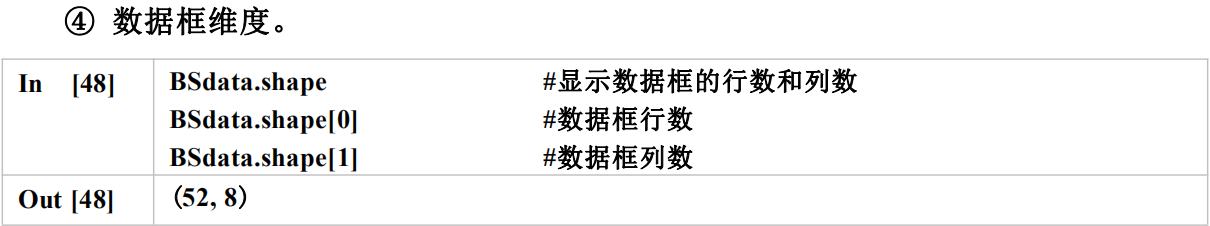 ④ 数据框维度。
In [48] BSdata.shape #显示数据框的行数和列数
BSdata.shape[0] #数据框行数
BSdata.shape[1] #数据框列数
Out [48] (52, 8)